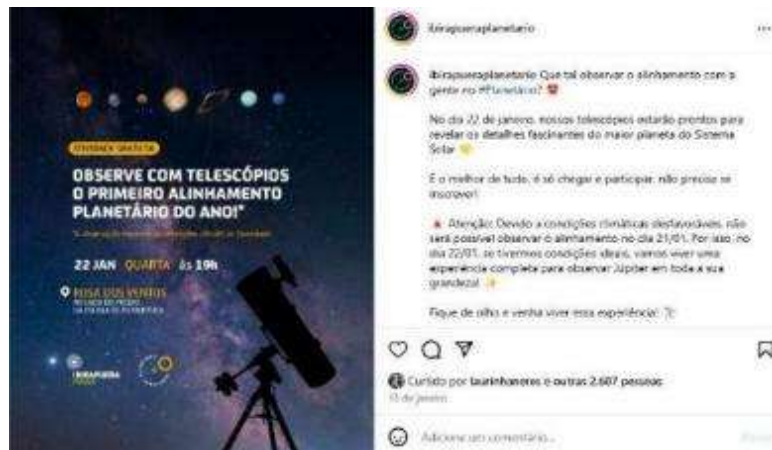 ATIVIDADE GRATUITA
OBSERVE COM TELESCÓPIOS
O PRIMEIRO ALINHAMENTO
PLANETÁRIO DO ANO!*
22 JAN QUARTA às 19h
ROSA DOS VENTOS
IBIRAPUERA
ibirapueraplanetario
ibirapueraplanetario Que tal observar o alinhamento com a
gente no #Planetário?
No dia 22 de janeiro, nossos telescópios estarão prontos para
revelar os detalhes fascinantes do maior planeta do Sistema
Solar
E o melhor de tudo, é só chegar e participar, não precisa se
inscrever!
Atenção: Devido a condições climáticas desfavoráveis, não
será possível observar o alinhamento no dia 21/01. Por isso, no
dia 22/01, se tivermos condições ideais, vamos viver uma
experiência completa para observar Júpiter em toda a sua
grandeza!
Fique de olho e venha viver essa experiência!
Curtido por laurinhaneres e outras 2.607 pessoas
de janeiro
Adicione um comentário...